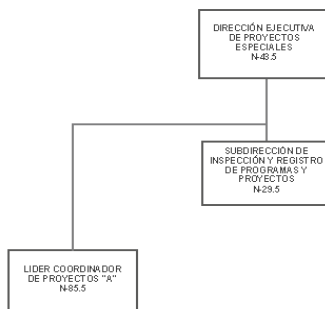 DIRECCIÓN EJECUTIVA
DE PROYECTOS
ESPECIALES
N-43.5
SUBDIRECCIÓN DE
INSPECCIÓN Y REGISTRO
DE PROGRAMAS Y
PROYECTOS
N-29.5
LIDER COORDINADOR
DE PROYECTOS "A"
N-85.5